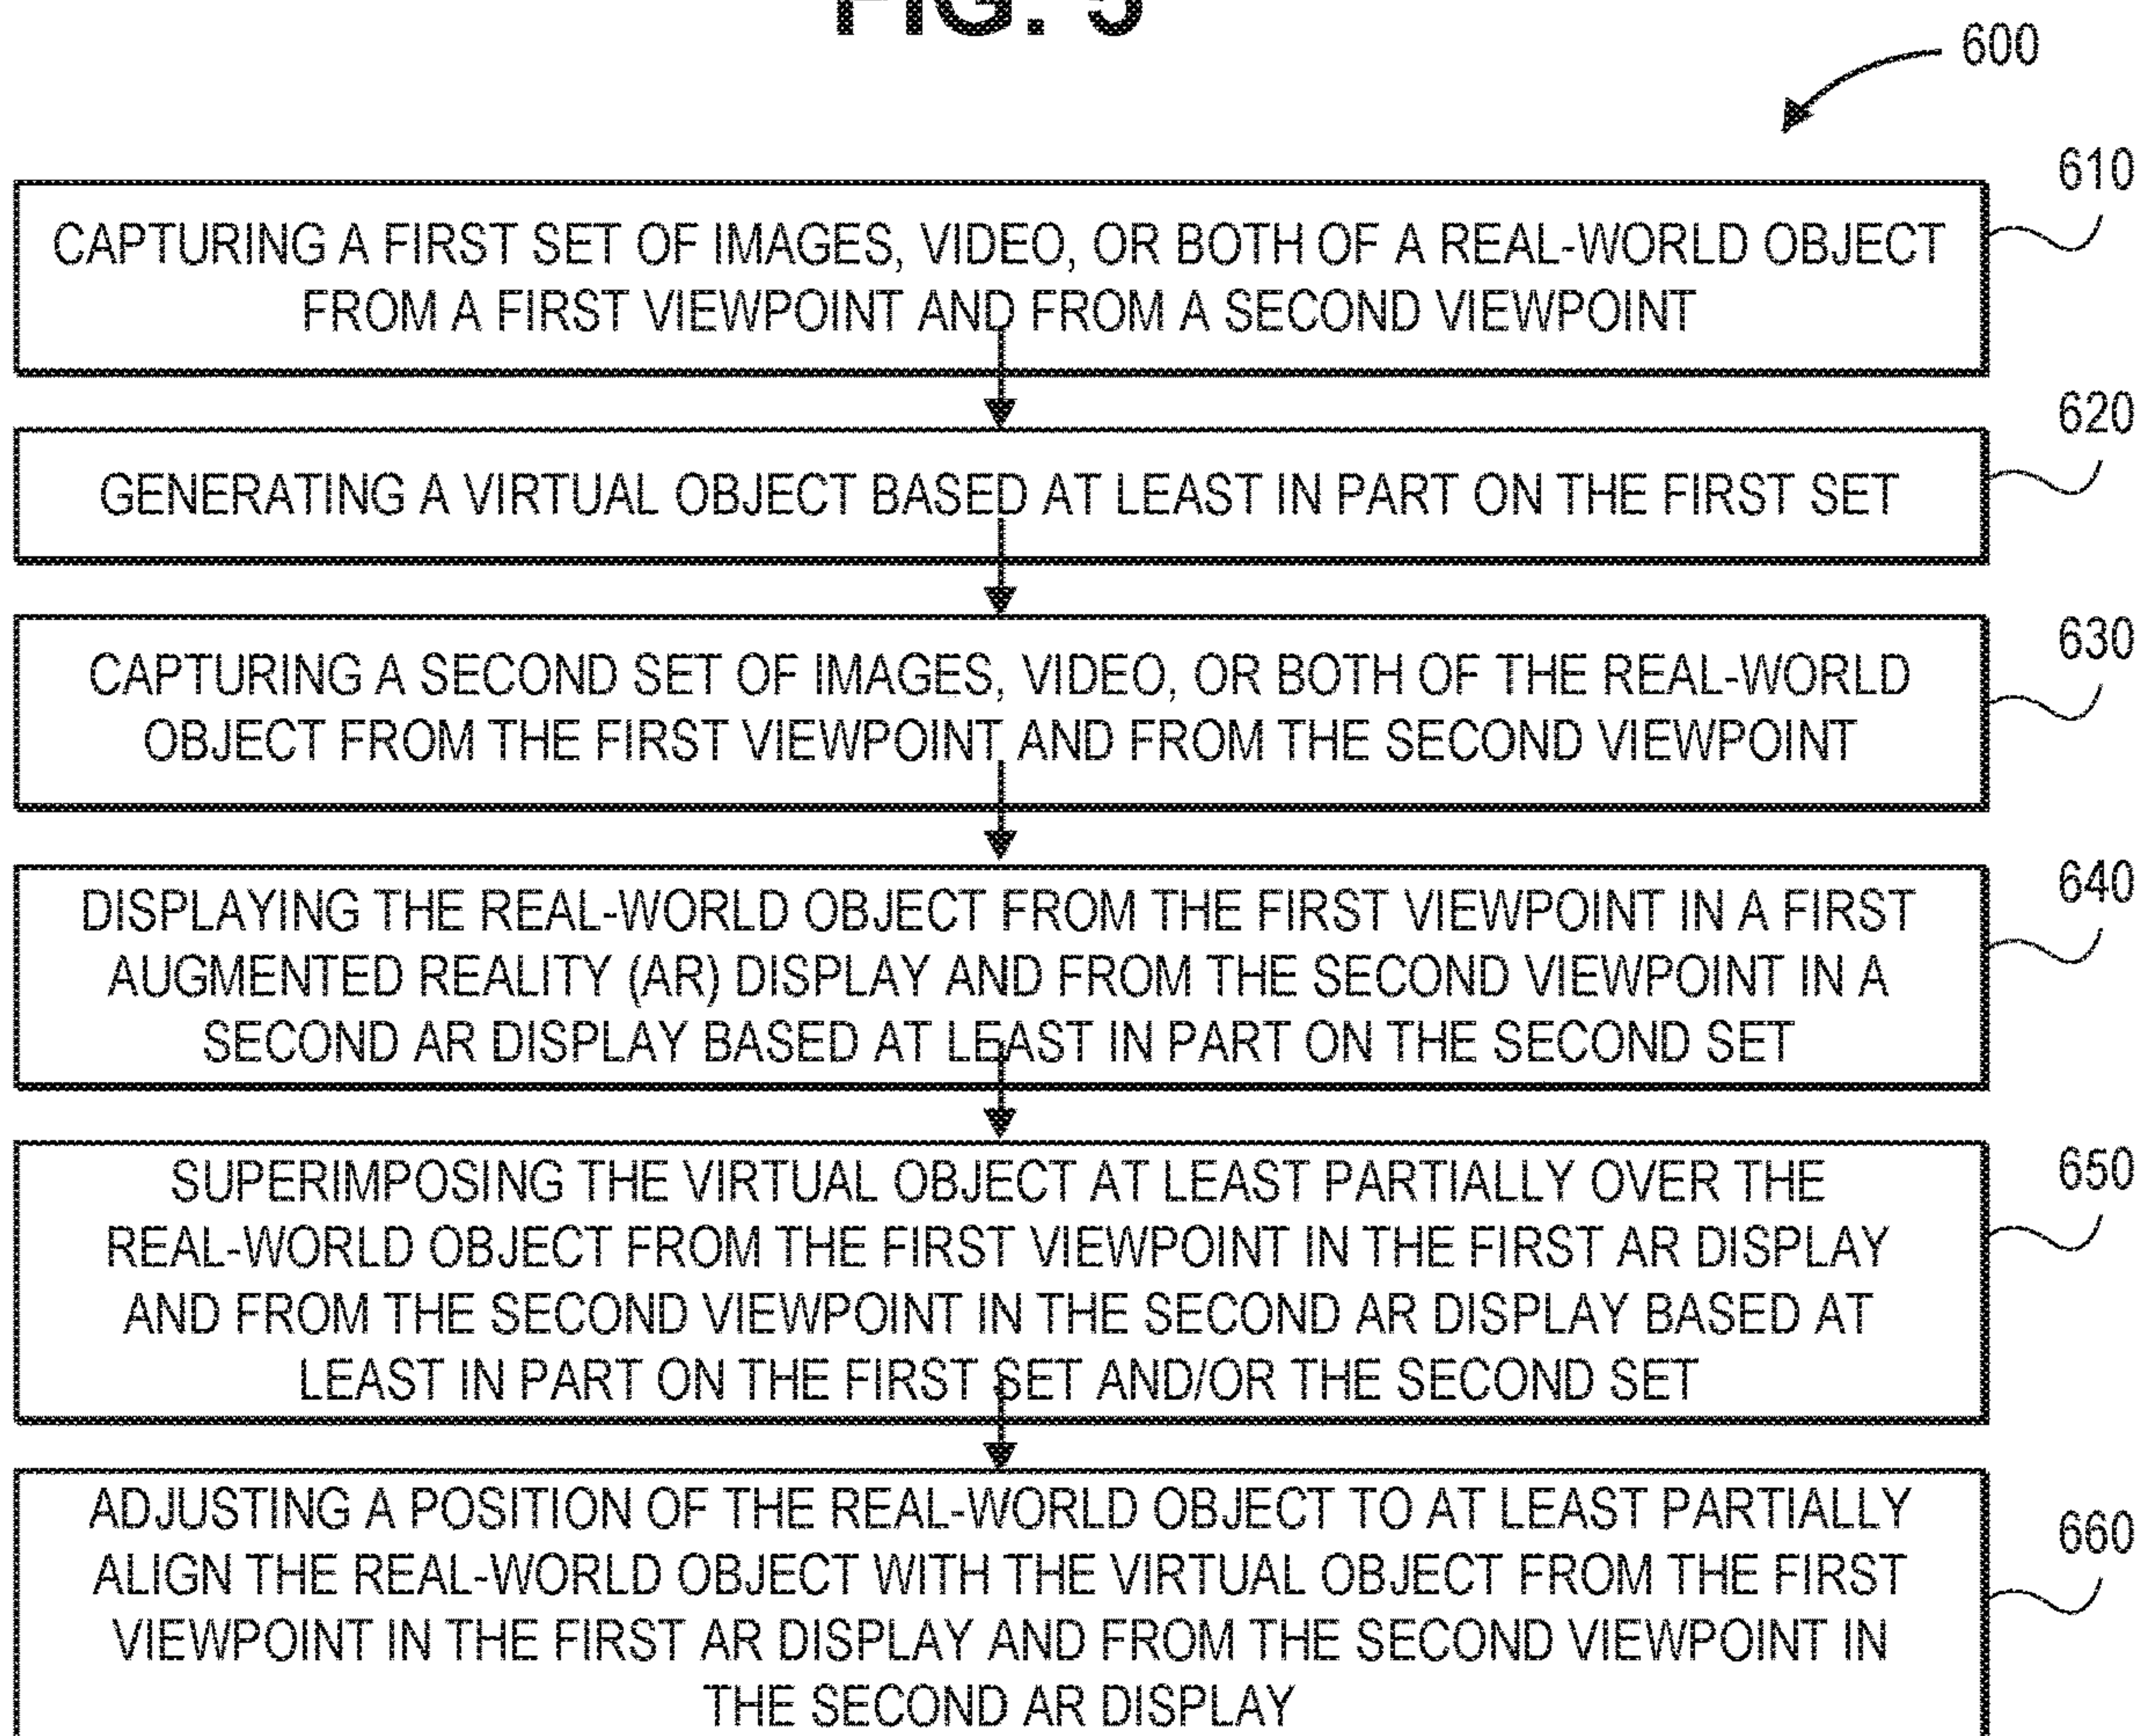 FIG. 5
600
610
CAPTURING A FIRST SET OF IMAGES, VIDEO, OR BOTH OF A REAL-WORLD OBJECT
FROM A FIRST VIEWPOINT AND FROM A SECOND VIEWPOINT
620
GENERATING A VIRTUAL OBJECT BASED AT LEAST IN PART ON THE FIRST SET
630
CAPTURING A SECOND SET OF IMAGES, VIDEO, OR BOTH OF THE REAL-WORLD
OBJECT FROM THE FIRST VIEWPOINT AND FROM THE SECOND VIEWPOINT
640
DISPLAYING THE REAL-WORLD OBJECT FROM THE FIRST VIEWPOINT IN A FIRST
AUGMENTED REALITY (AR) DISPLAY AND FROM THE SECOND VIEWPOINT IN A
SECOND AR DISPLAY BASED AT LEAST IN PART ON THE SECOND SET
650
SUPERIMPOSING THE VIRTUAL OBJECT AT LEAST PARTIALLY OVER THE
REAL-WORLD OBJECT FROM THE FIRST VIEWPOINT IN THE FIRST AR DISPLAY
AND FROM THE SECOND VIEWPOINT IN THE SECOND AR DISPLAY BASED AT
LEAST IN PART ON THE FIRST SET AND/OR THE SECOND SET
660
ADJUSTING A POSITION OF THE REAL-WORLD OBJECT TO AT LEAST PARTIALLY
ALIGN THE REAL-WORLD OBJECT WITH THE VIRTUAL OBJECT FROM THE FIRST
VIEWPOINT IN THE FIRST AR DISPLAY AND FROM THE SECOND VIEWPOINT IN
THE SECOND AR DISPLAY